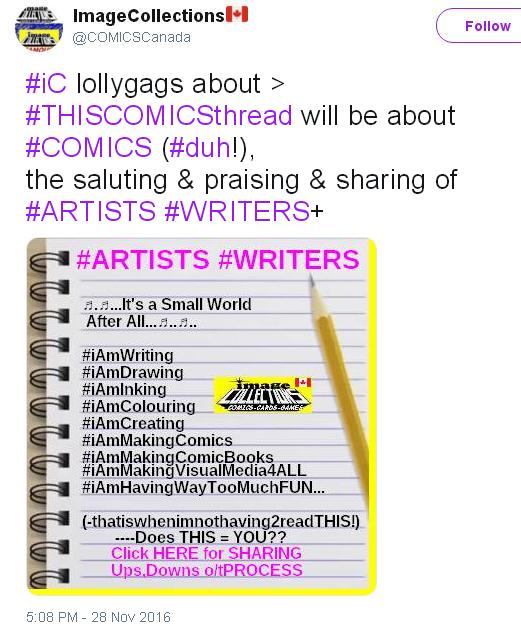 ImageCollections
@COMICSCanada
Follow
#iC lollygags about >
#THISCOMICSthread will be about
#COMICS (#duh!),
the saluting & praising & sharing of
#ARTISTS #WRITERS+
#ARTISTS #WRITERS
♬.♬...It's a Small World
After All...♬..♬..
#iAmWriting
#iAmDrawing
#iAmInking
#iAmColouring
#iAmCreating
#iAmMakingComics
#iAmMakingComicBooks
#iAmMakingVisualMedia4ALL
#iAmHavingWayTooMuchFUN...
image
COLLECTIONS
COMICS-CARDS-GAMES
(-thatiswhenimnothaving2readTHIS!)
----Does THIS = YOU??
Click HERE for SHARING
Ups,Downs o/tPROCESS
5:08 PM - 28 Nov 2016